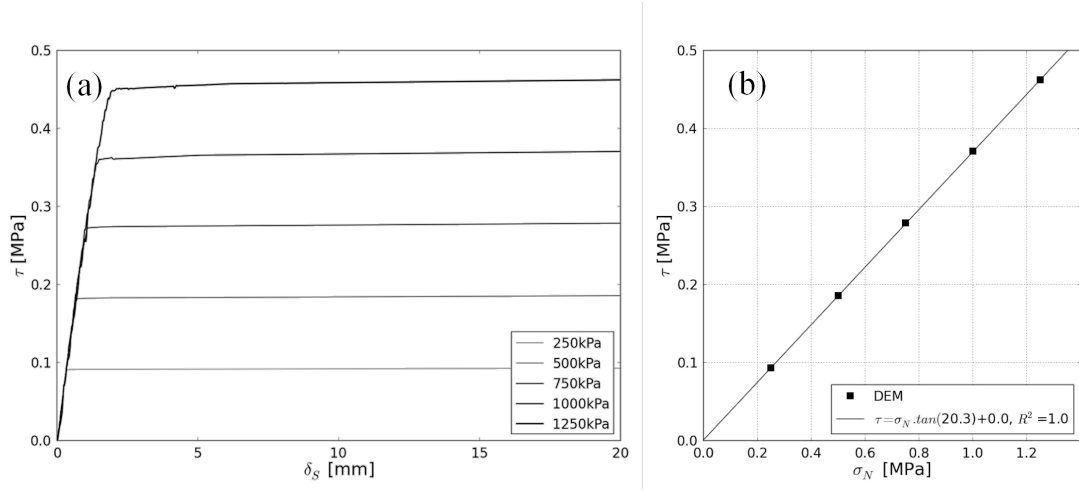 (a)
0.5
0.4
0.3
0.2
0.1
0.0
τ [MPa]
0
5
10
15
20
δ_S [mm]
250kPa
500kPa
750kPa
1000kPa
1250kPa
(b)
0.5
0.4
0.3
0.2
0.1
0.0
τ [MPa]
0.0
0.2
0.4
0.6
0.8
1.0
1.2
σ_N [MPa]
DEM
τ=σ_N.tan(20.3)+0.0, R² =1.0